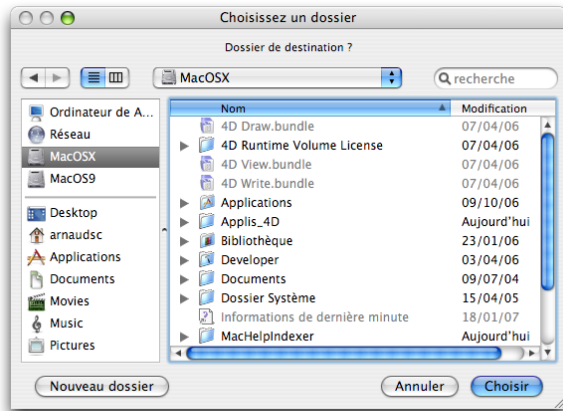 Choisissez un dossier
Dossier de destination ?
MacOSX
recherche
Ordinateur de A...
Réseau
MacOSX
MacOS9
Desktop
arnaudsc
Applications
Documents
Movies
Music
Pictures
Nom Modification
4D Draw.bundle 07/04/06
4D Runtime Volume License 07/04/06
4D View.bundle 07/04/06
4D Write.bundle 07/04/06
Applications 09/10/06
Applis_4D Aujourd'hui
Bibliothèque 23/01/06
Developer 03/04/06
Documents 09/07/04
Dossier Système 15/04/05
Informations de dernière minute 18/01/07
MacHelpIndexer Aujourd'hui
Nouveau dossier Annuler Choisir